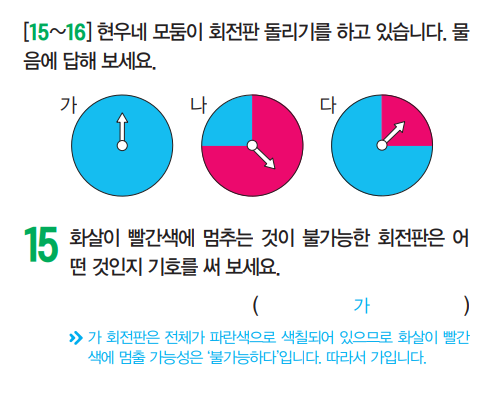 [15~16] 현우네 모둠이 회전판 돌리기를 하고 있습니다. 물
음에 답해 보세요.
가 나 다
15 화살이 빨간색에 멈추는 것이 불가능한 회전판은 어
떤 것인지 기호를 써 보세요.
( 가 )
» 가 회전판은 전체가 파란색으로 색칠되어 있으므로 화살이 빨간
색에 멈출 가능성은 ‘불가능하다’입니다. 따라서 가입니다.